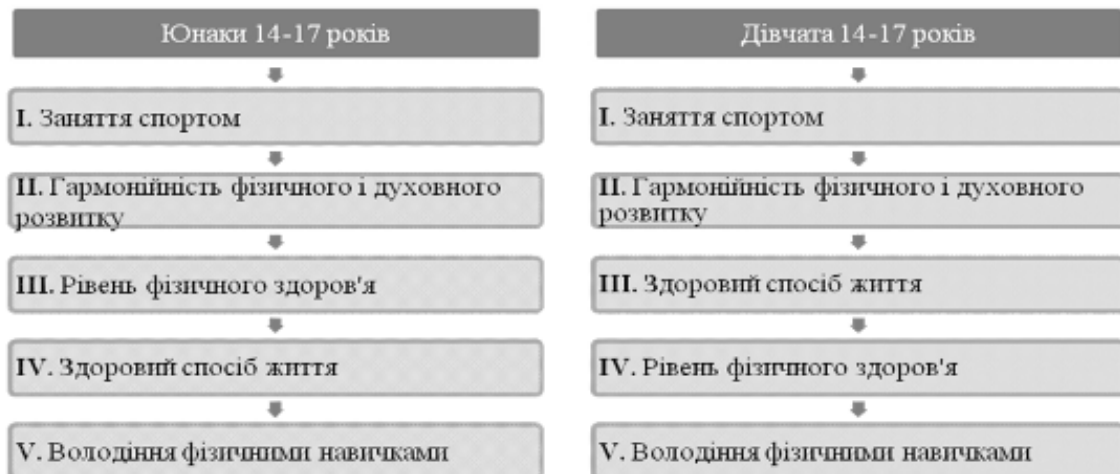 Юнаки 14-17 років
I. Заняття спортом
II. Гармонійність фізичного і духовного
розвитку
III. Рівень фізичного здоров'я
IV. Здоровий спосіб життя
V. Володіння фізичними навичками
Дівчата 14-17 років
I. Заняття спортом
II. Гармонійність фізичного і духовного
розвитку
III. Здоровий спосіб життя
IV. Рівень фізичного здоров'я
V. Володіння фізичними навичками